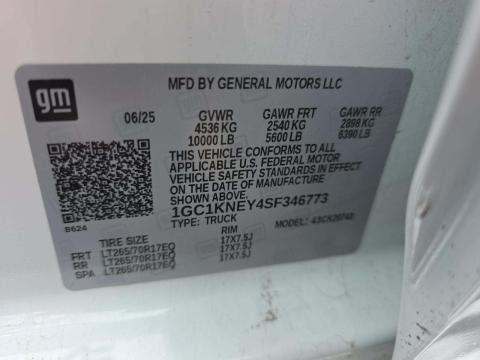 gm
MFD BY GENERAL MOTORS LLC
06/25 GVWR GAWR FRT GAWR RR
4536 KG 2540 KG 2898 KG
10000 LB 5600 LB 6390 LB
THIS VEHICLE CONFORMS TO ALL
APPLICABLE U.S. FEDERAL MOTOR
VEHICLE SAFETY STANDARDS
IN EFFECT ON THE DATE OF MANUFACTURE
SHOWN ABOVE.
B624 1GC1KNEY4SF346773
TYPE: TRUCK MODEL:
TIRE SIZE RIM
FRT LT265/70R17EQ 17X7.5J
RR LT265/70R17EQ 17X7.5J
SPA LT265/70R17EQ 17X7.5J